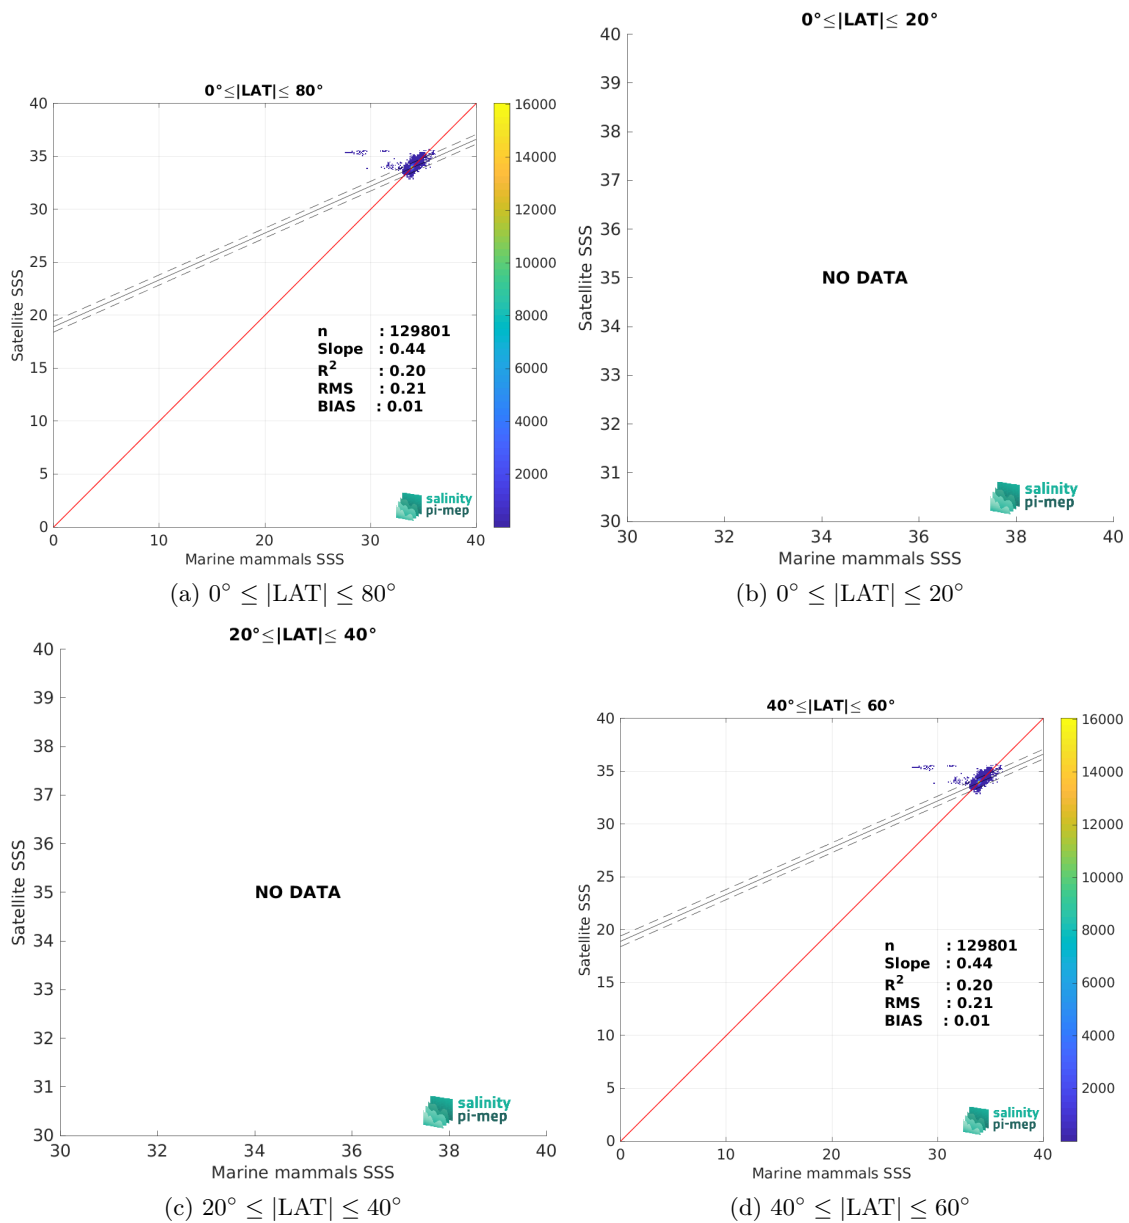 0°≤|LAT|≤ 80°
40
35
30
25
20
15
10
5
0
Satellite SSS
0 10 20 30 40
Marine mammals SSS
16000
14000
12000
10000
8000
6000
4000
2000
n : 129801
Slope : 0.44
R² : 0.20
RMS : 0.21
BIAS : 0.01
salinity
pi-mep
(a) 0° ≤ |LAT| ≤ 80°
0°≤|LAT|≤ 20°
40
39
38
37
36
35
34
33
32
31
30
Satellite SSS
NO DATA
salinity
pi-mep
30 32 34 36 38 40
Marine mammals SSS
(b) 0° ≤ |LAT| ≤ 20°
20°≤|LAT|≤ 40°
40
39
38
37
36
35
34
33
32
31
30
Satellite SSS
NO DATA
salinity
pi-mep
30 32 34 36 38 40
Marine mammals SSS
(c) 20° ≤ |LAT| ≤ 40°
40°≤|LAT|≤ 60°
40
35
30
25
20
15
10
5
0
Satellite SSS
0 10 20 30 40
Marine mammals SSS
16000
14000
12000
10000
8000
6000
4000
2000
n : 129801
Slope : 0.44
R² : 0.20
RMS : 0.21
BIAS : 0.01
salinity
pi-mep
(d) 40° ≤ |LAT| ≤ 60°